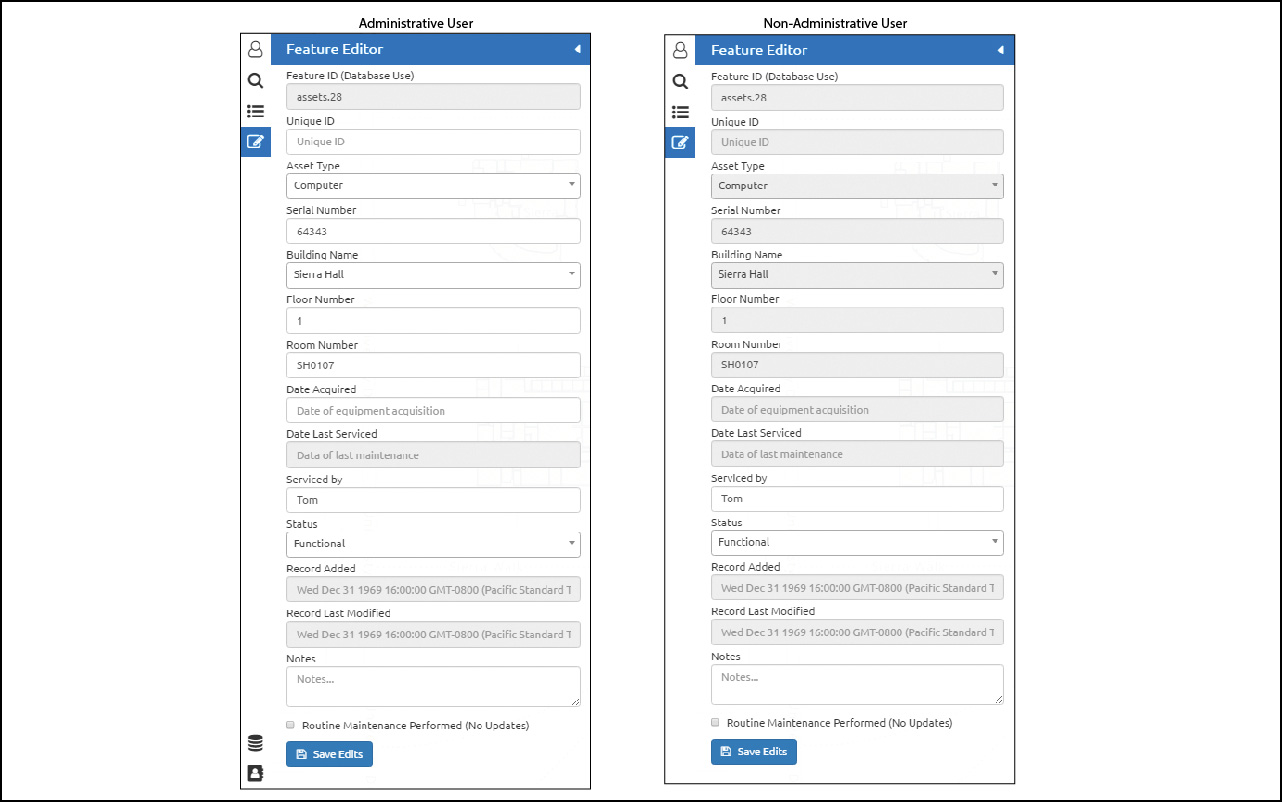 Administrative User
Feature Editor
Feature ID (Database Use)
assets.28
Unique ID
Unique ID
Asset Type
Computer
Serial Number
64343
Building Name
Sierra Hall
Floor Number
1
Room Number
SH0107
Date Acquired
Date of equipment acquisition
Date Last Serviced
Data of last maintenance
Serviced by
Tom
Status
Functional
Record Added
Wed Dec 31 1969 16:00:00 GMT-0800 (Pacific Standard T
Record Last Modified
Wed Dec 31 1969 16:00:00 GMT-0800 (Pacific Standard T
Notes
Notes...
Routine Maintenance Performed (No Updates)
Save Edits
Non-Administrative User
Feature Editor
Feature ID (Database Use)
assets.28
Unique ID
Unique ID
Asset Type
Computer
Serial Number
64343
Building Name
Sierra Hall
Floor Number
1
Room Number
SH0107
Date Acquired
Date of equipment acquisition
Date Last Serviced
Data of last maintenance
Serviced by
Tom
Status
Functional
Record Added
Wed Dec 31 1969 16:00:00 GMT-0800 (Pacific Standard T
Record Last Modified
Wed Dec 31 1969 16:00:00 GMT-0800 (Pacific Standard T
Notes
Notes...
Routine Maintenance Performed (No Updates)
Save Edits